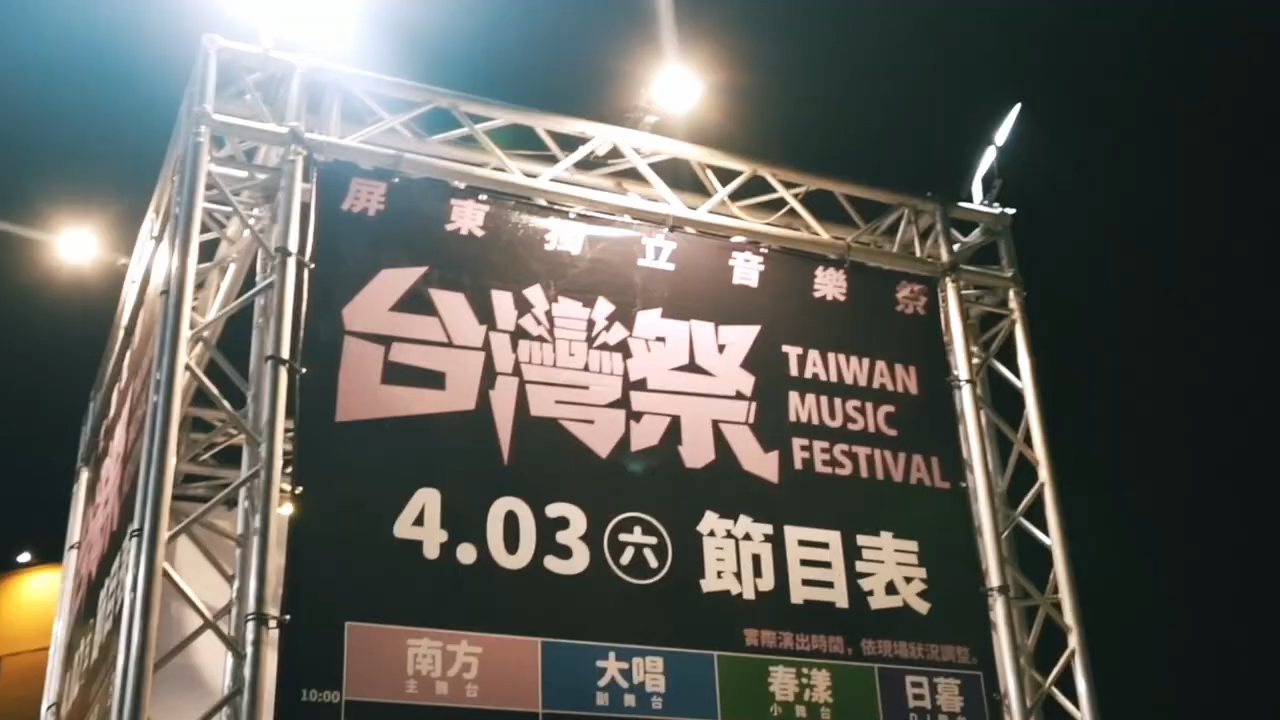 屏東獨立音樂祭
台灣祭
TAIWAN
MUSIC
FESTIVAL
4.03 六 節目表
實際演出時間，依現場狀況調整。
南方 大唱 春漾 日暮
主舞台 副舞台 小舞台
10:00